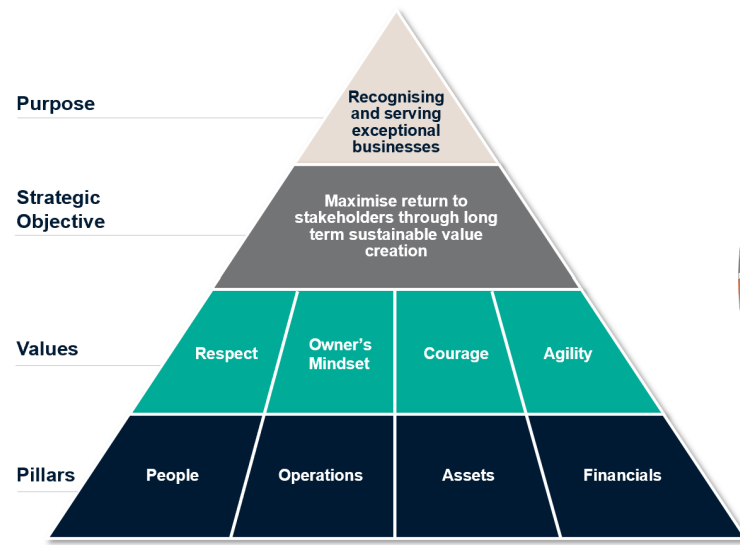 Purpose
Recognising
and serving
exceptional
businesses
Strategic
Objective
Maximise return to
stakeholders through long
term sustainable value
creation
Values
Respect
Owner's
Mindset
Courage
Agility
Pillars
People
Operations
Assets
Financials